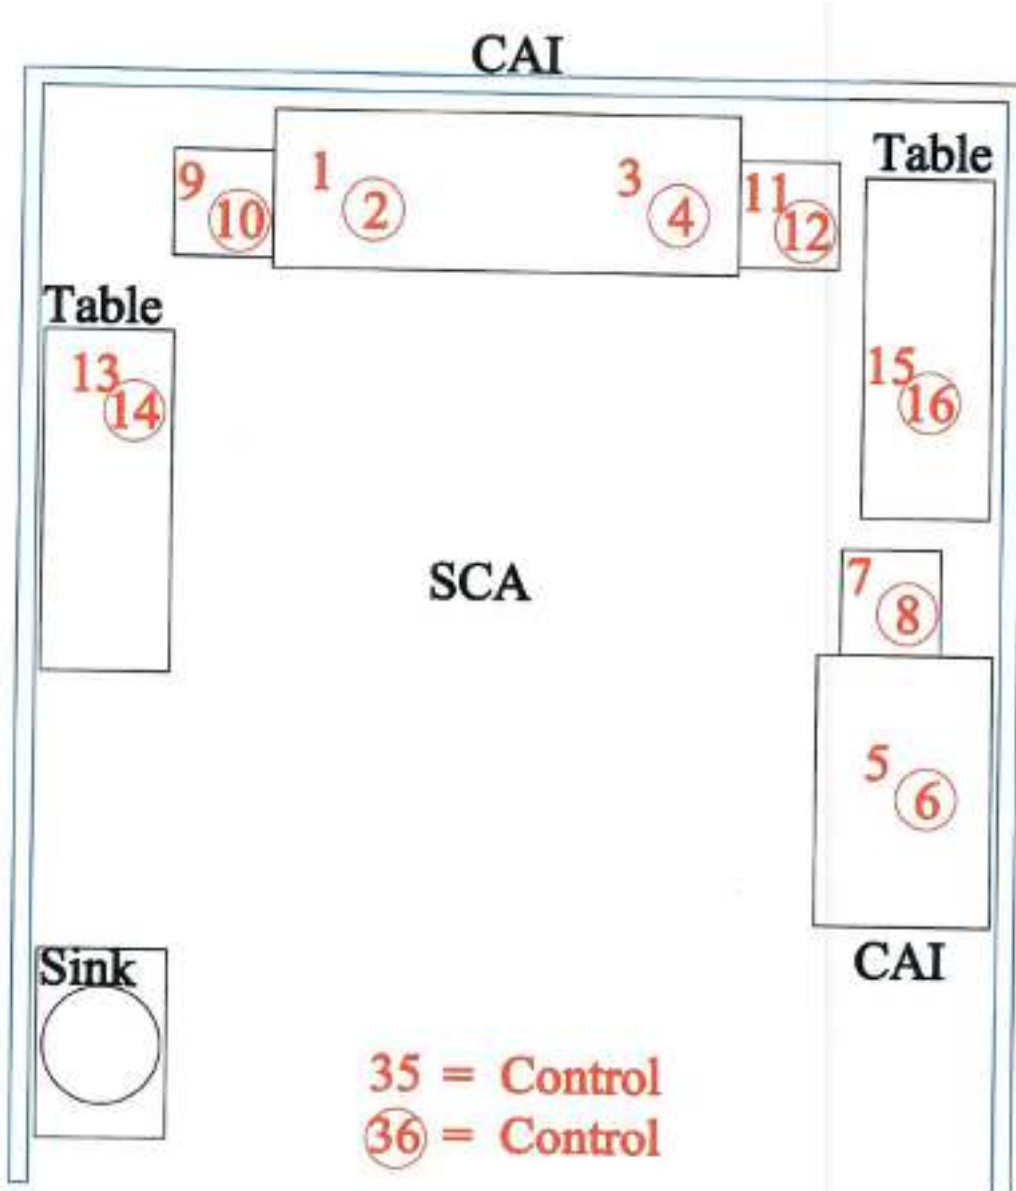 CAI
Table
9
1
3
11
10
2
4
12
Table
13
14
15
16
SCA
7
8
5
6
Sink
CAI
35 = Control
36 = Control